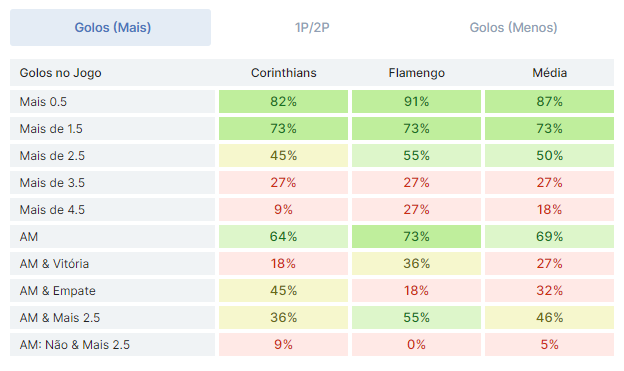 Golos (Mais) 1P/2P Golos (Menos)
Golos no Jogo Corinthians Flamengo Média
Mais 0.5 82% 91% 87%
Mais de 1.5 73% 73% 73%
Mais de 2.5 45% 55% 50%
Mais de 3.5 27% 27% 27%
Mais de 4.5 9% 27% 18%
AM 64% 73% 69%
AM & Vitória 18% 36% 27%
AM & Empate 45% 18% 32%
AM & Mais 2.5 36% 55% 46%
AM: Não & Mais 2.5 9% 0% 5%